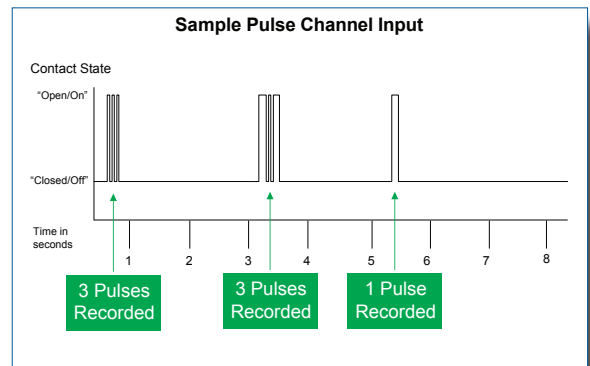 Sample Pulse Channel Input
Contact State
“Open/On”
“Closed/Off”
Time in
seconds
1 2 3 4 5 6 7 8
3 Pulses
Recorded
3 Pulses
Recorded
1 Pulse
Recorded